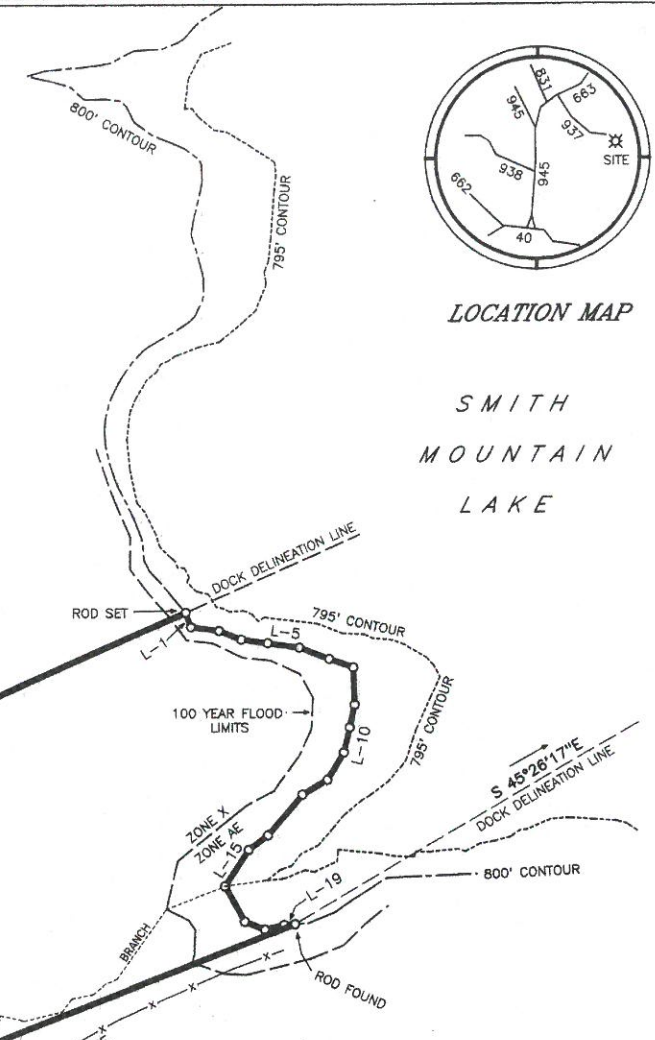 800' CONTOUR
795' CONTOUR
831
663
945
937
SITE
938
945
662
40
LOCATION MAP
SMITH
MOUNTAIN
LAKE
DOCK DELINEATION LINE
ROD SET
L-1
L-5
795' CONTOUR
100 YEAR FLOOD
LIMITS
L-10
795' CONTOUR
S 45°26'17"E
DOCK DELINEATION LINE
ZONE X
ZONE AE
L-15
800' CONTOUR
L-19
BRANCH
ROD FOUND
X
X
X
X
X